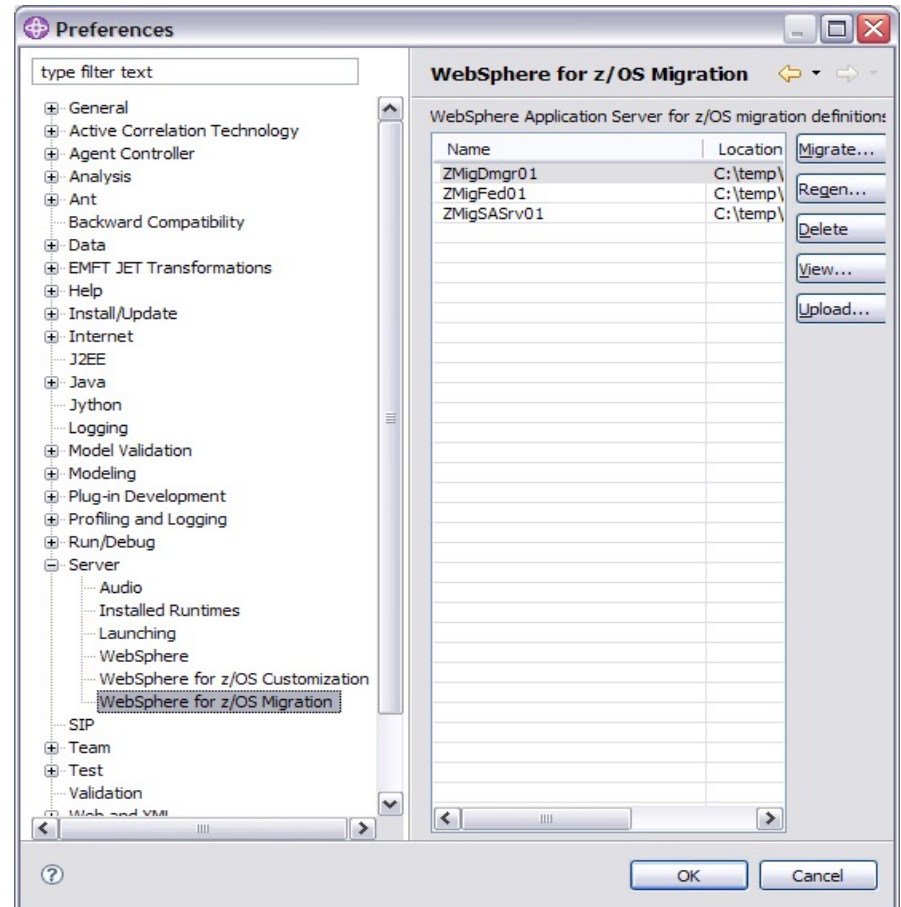 Preferences
type filter text
General
Active Correlation Technology
Agent Controller
Analysis
Ant
Backward Compatibility
Data
EMFT JET Transformations
Help
Install/Update
Internet
J2EE
Java
Jython
Logging
Model Validation
Modeling
Plug-in Development
Profiling and Logging
Run/Debug
Server
Audio
Installed Runtimes
Launching
WebSphere
WebSphere for z/OS Customization
WebSphere for z/OS Migration
SIP
Team
Test
Validation
Web and XML
WebSphere for z/OS Migration
WebSphere Application Server for z/OS migration definitions
Name Location
ZMigDmgr01 C:\temp\
ZMigFed01 C:\temp\
ZMigSASrv01 C:\temp\
Migrate...
Regen...
Delete
View...
Upload...
OK Cancel